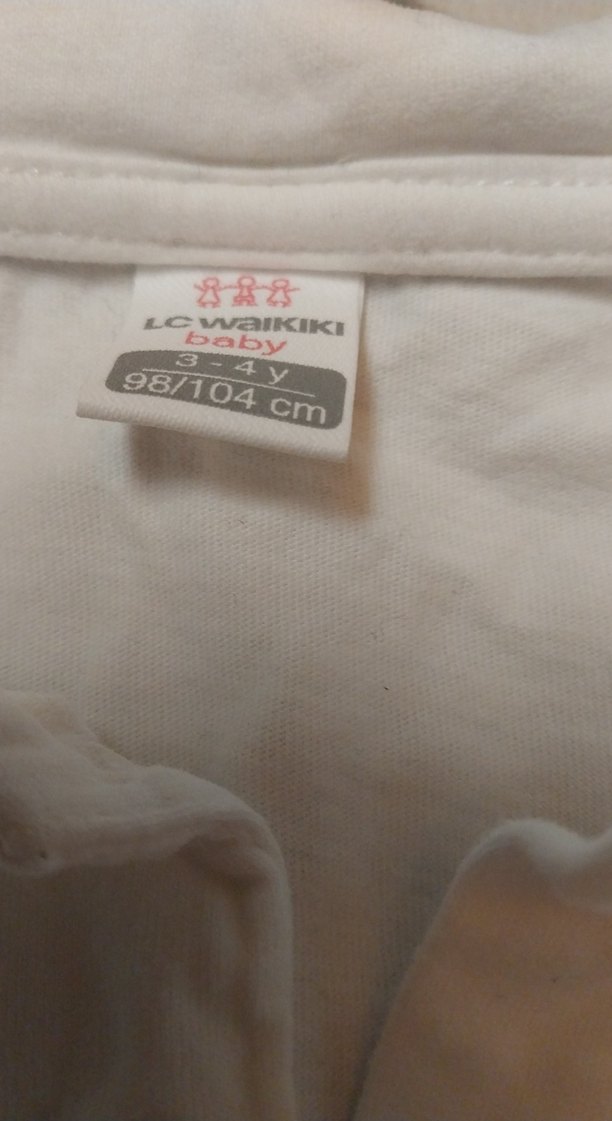 LC WAIKIKI
baby
3 - 4 y
98/104 cm